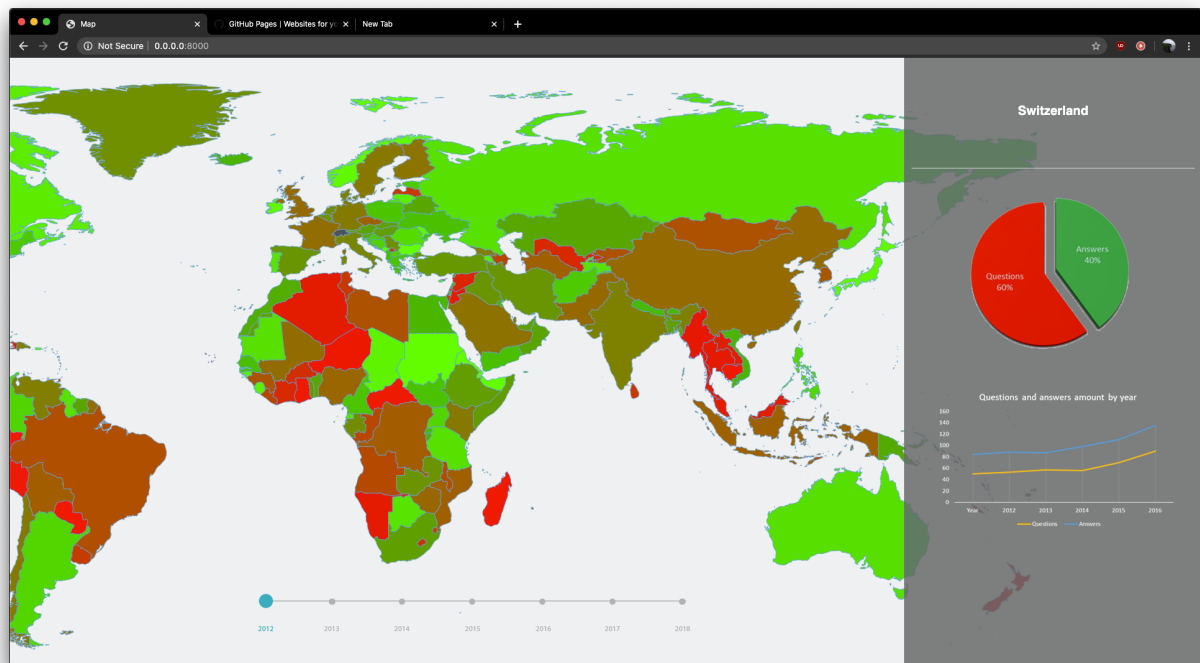 Map
GitHub Pages | Websites for yo
New Tab
Not Secure | 0.0.0.0:8000
Switzerland
Answers
40%
Questions
60%
Questions and answers amount by year
160
140
120
100
80
60
40
20
0
Year 2012 2013 2014 2015 2016
Questions Answers
2012 2013 2014 2015 2016 2017 2018